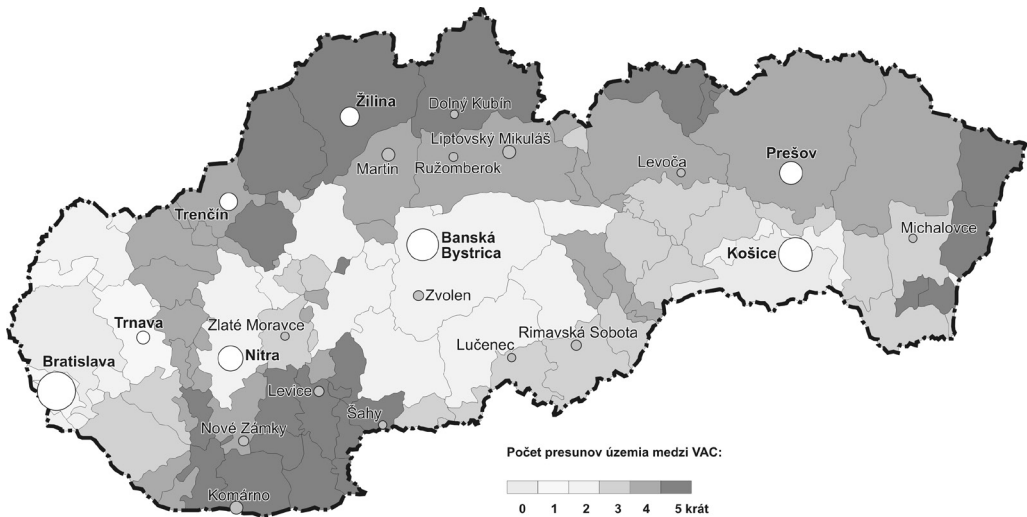 Žilina
Dolný Kubín
Liptovský Mikuláš
Martin
Ružomberok
Levoča
Prešov
Trenčín
Banská
Bystrica
Michalovce
Košice
Zvolen
Trnava
Zlaté Moravce
Rimavská Sobota
Lučenec
Bratislava
Nitra
Levice
Šahy
Nové Zámky
Komárno
Počet presunov územia medzi VAC:
0 1 2 3 4 5 krát